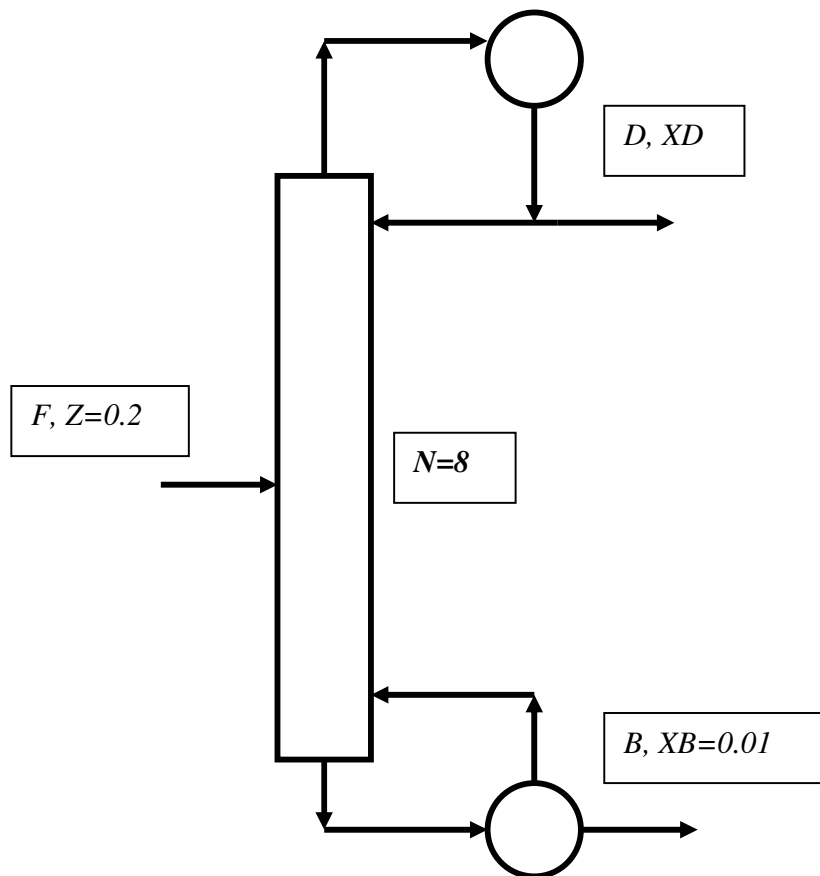 D, XD
F, Z=0.2
N=8
B, XB=0.01